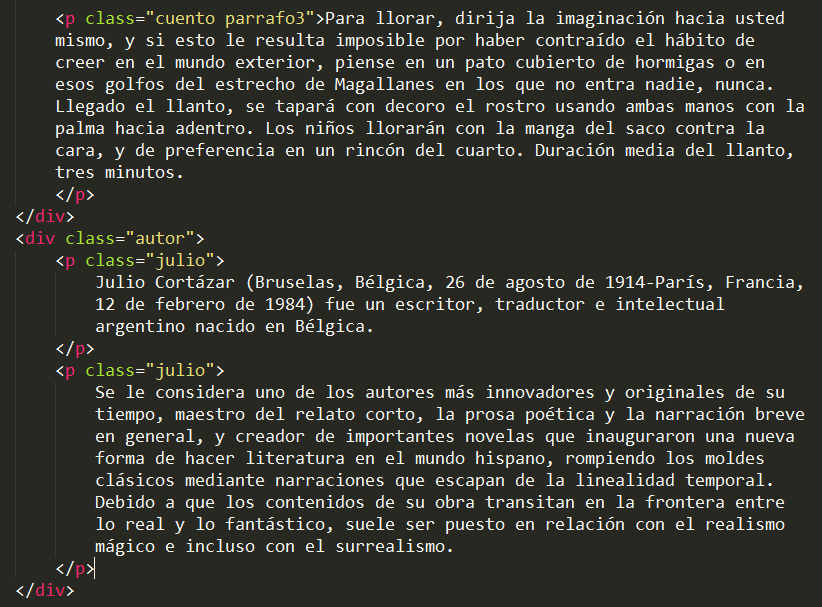 <p class="cuento parrafo3">Para llorar, dirija la imaginación hacia usted
mismo, y si esto le resulta imposible por haber contraído el hábito de
creer en el mundo exterior, piense en un pato cubierto de hormigas o en
esos golfos del estrecho de Magallanes en los que no entra nadie, nunca.
Llegado el llanto, se tapará con decoro el rostro usando ambas manos con la
palma hacia adentro. Los niños llorarán con la manga del saco contra la
cara, y de preferencia en un rincón del cuarto. Duración media del llanto,
tres minutos.
</p>
</div>
<div class="autor">
<p class="julio">
Julio Cortázar (Bruselas, Bélgica, 26 de agosto de 1914-París, Francia,
12 de febrero de 1984) fue un escritor, traductor e intelectual
argentino nacido en Bélgica.
</p>
<p class="julio">
Se le considera uno de los autores más innovadores y originales de su
tiempo, maestro del relato corto, la prosa poética y la narración breve
en general, y creador de importantes novelas que inauguraron una nueva
forma de hacer literatura en el mundo hispano, rompiendo los moldes
clásicos mediante narraciones que escapan de la linealidad temporal.
Debido a que los contenidos de su obra transitan en la frontera entre
lo real y lo fantástico, suele ser puesto en relación con el realismo
mágico e incluso con el surrealismo.
</p>
</div>